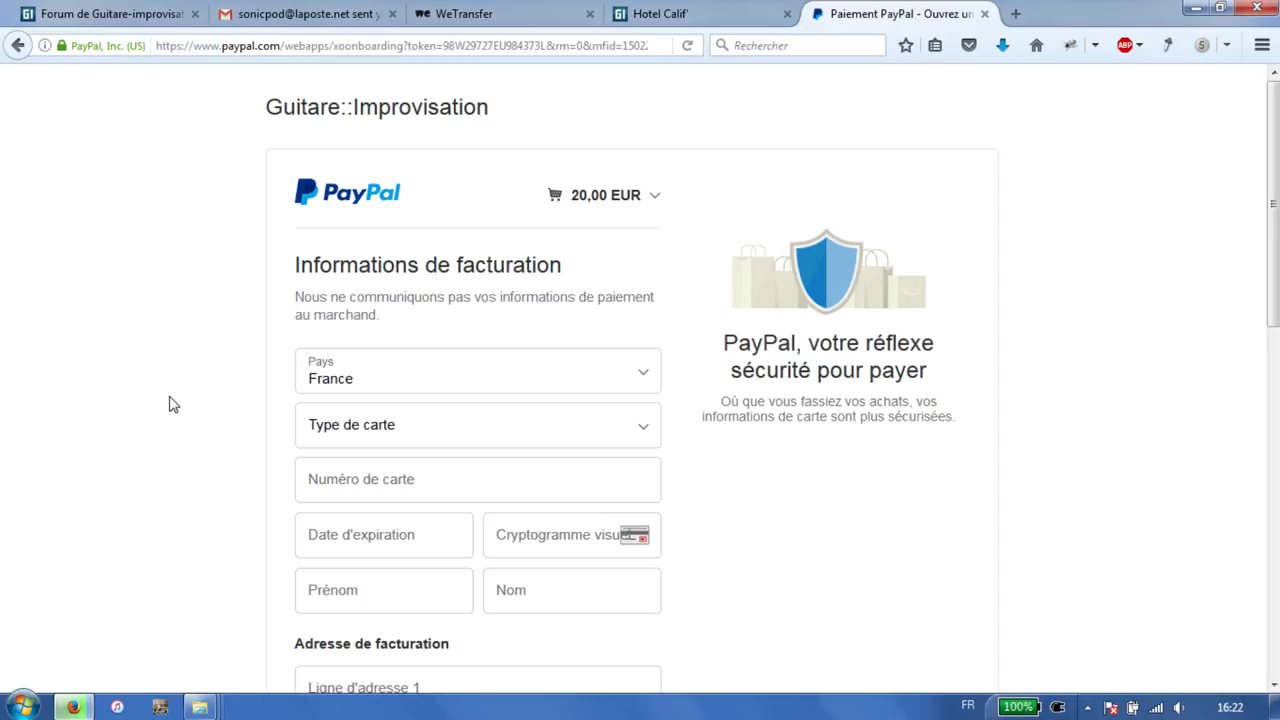 Forum de Guitare-improvisat
sonicpod@laposte.net sent y
WeTransfer
Hotel Calif'
Paiement PayPal - Ouvrez un
PayPal, Inc. (US)
https://www.paypal.com/webapps/xoonboarding?token=98W29727EU984373L&rm=0&mfid=15022
Rechercher
ABP
S
Guitare::Improvisation
PayPal
20,00 EUR
Informations de facturation
Nous ne communiquons pas vos informations de paiement
au marchand.
Pays
France
Type de carte
Numéro de carte
Date d'expiration
Cryptogramme visuel
Prénom
Nom
Adresse de facturation
Ligne d'adresse 1
PayPal, votre réflexe
sécurité pour payer
Où que vous fassiez vos achats, vos
informations de carte sont plus sécurisées.
FR
100%
16:22